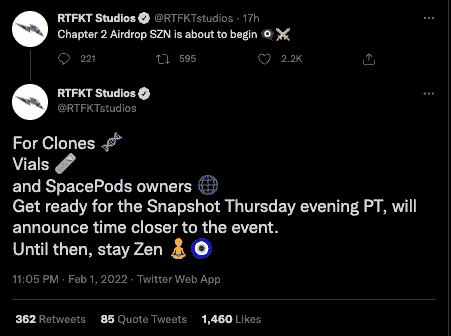 RTFKT Studios @RTFKTstudios · 17h
Chapter 2 Airdrop SZN is about to begin 👁‍🗨⚔️
221 595 2.2K
RTFKT Studios
@RTFKTstudios
For Clones 🧬
Vials
and SpacePods owners 🌐
Get ready for the Snapshot Thursday evening PT, will
announce time closer to the event.
Until then, stay Zen 🧘🧿
11:05 PM · Feb 1, 2022 · Twitter Web App
362 Retweets 85 Quote Tweets 1,460 Likes